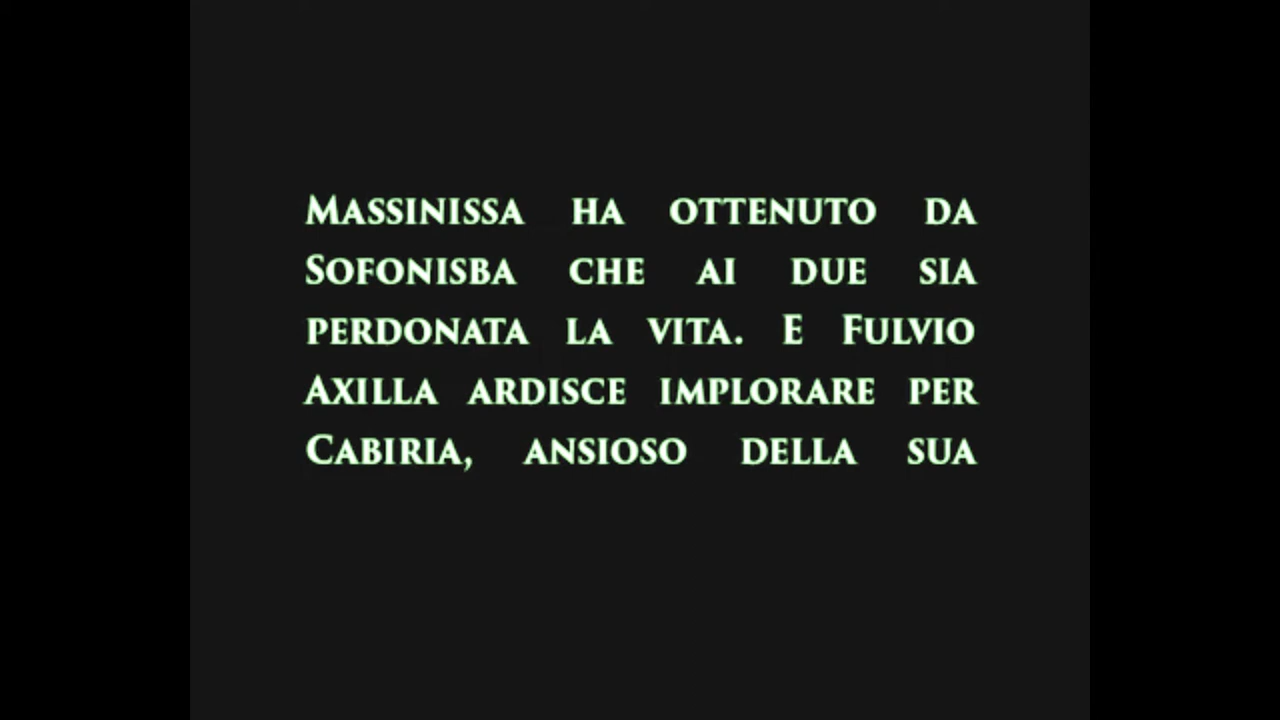 Massinissa ha ottenuto da
Sofonisba che ai due sia
perdonata la vita. E Fulvio
Axilla ardisce implorare per
Cabiria, ansioso della sua